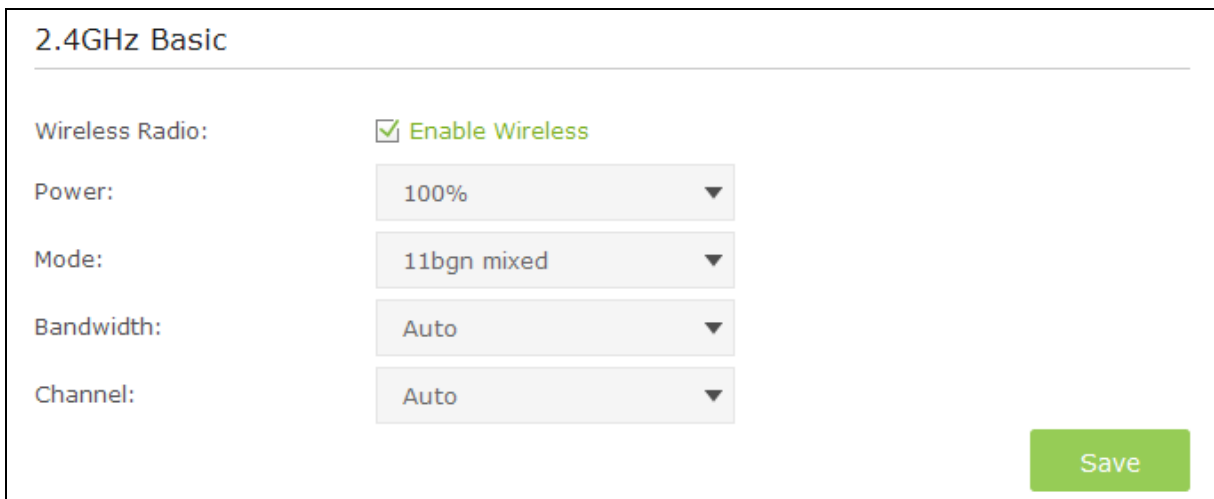 2.4GHz Basic
Wireless Radio: Enable Wireless
Power: 100%
Mode: 11bgn mixed
Bandwidth: Auto
Channel: Auto
Save